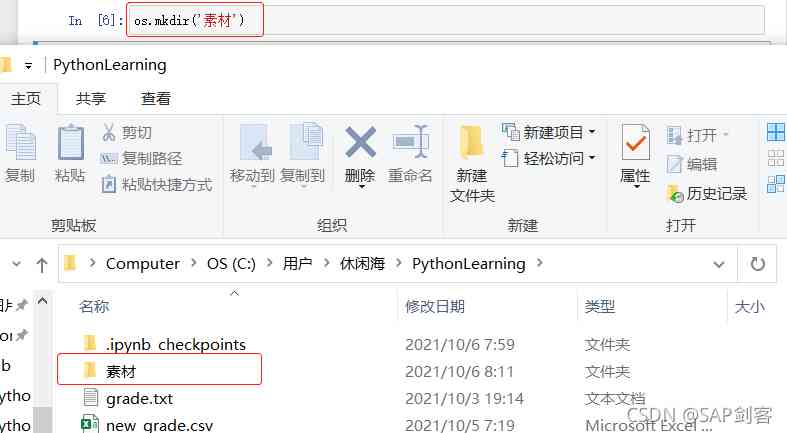 In [6]: os.mkdir('素材')
PythonLearning
主页 共享 查看
复制 粘贴 剪切 复制路径 粘贴快捷方式
剪贴板
移动到 复制到 删除 重命名
组织
新建文件夹 新建项目 轻松访问
新建
属性 打开 编辑 历史记录
打开
Computer OS (C:) 用户 休闲海 PythonLearning
名称 修改日期 类型 大小
.ipynb_checkpoints 2021/10/6 7:59 文件夹
素材 2021/10/6 8:11 文件夹
grade.txt 2021/10/3 19:14 文本文档
new_grade.csv 2021/10/5 7:19 Microsoft Excel ...
CSDN @SAP剑客